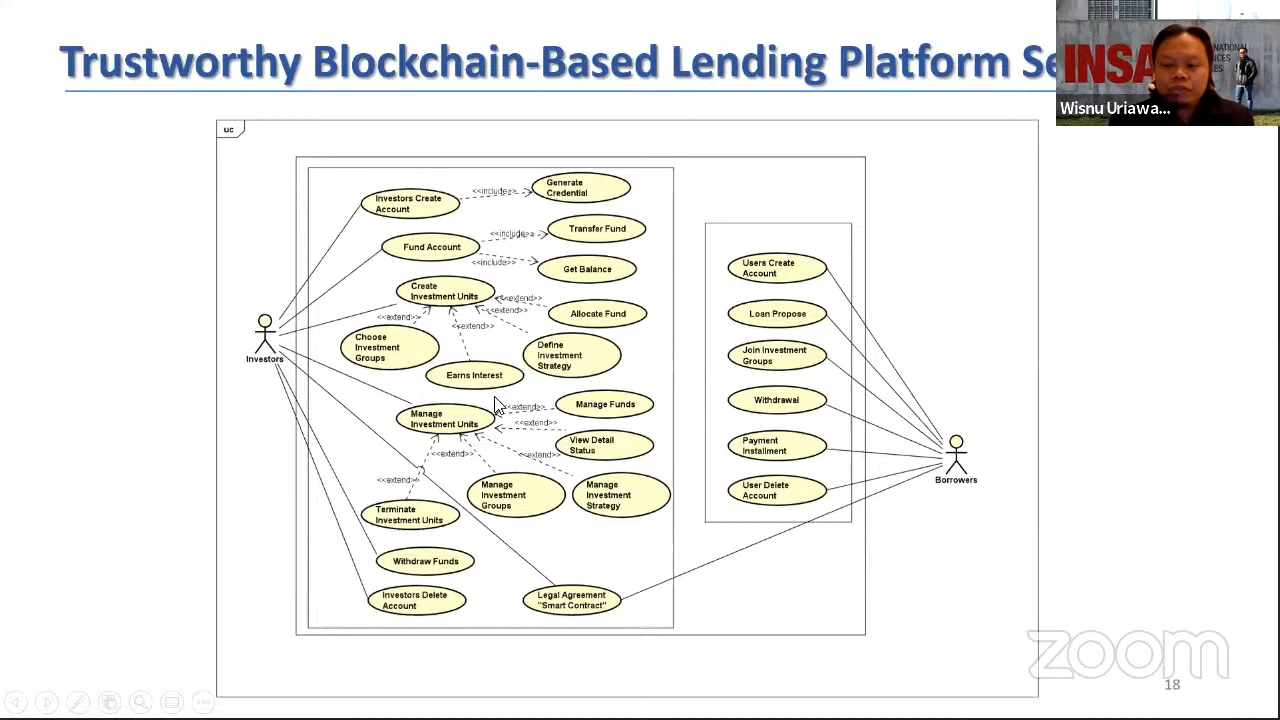 Trustworthy Blockchain-Based Lending Platform Se
INSA
NATIONAL
Wisnu Uriawa...
uc
Investors Create
Account
<<include>>
Generate
Credential
Fund Account
<<include>>
Transfer Fund
<<include>>
Get Balance
Create
Investment Units
<<extend>>
Allocate Fund
<<extend>>
<<extend>>
Choose
Investment
Groups
<<extend>>
Define
Investment
Strategy
Earns Interest
Investors
Manage
Investment Units
<<extend>>
Manage Funds
<<extend>>
View Detail
Status
<<extend>>
<<extend>>
<<extend>>
Manage
Investment
Groups
Manage
Investment
Strategy
Terminate
Investment Units
Withdraw Funds
Investors Delete
Account
Legal Agreement
"Smart Contract"
Users Create
Account
Loan Propose
Join Investment
Groups
Withdrawal
Payment
Installment
User Delete
Account
Borrowers
zoom
18